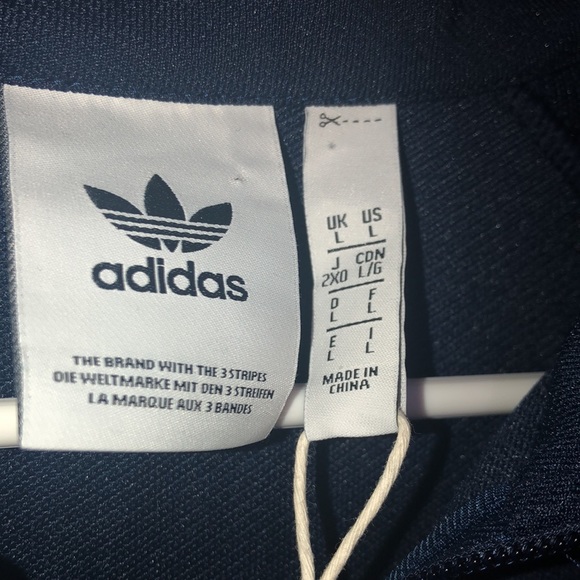 adidas
THE BRAND WITH THE 3 STRIPES
DIE WELTMARKE MIT DEN 3 STREIFEN
LA MARQUE AUX 3 BANDES
UK US
L L
J CDN
2XO L/G
D F
L L
E I
L L
MADE IN
CHINA